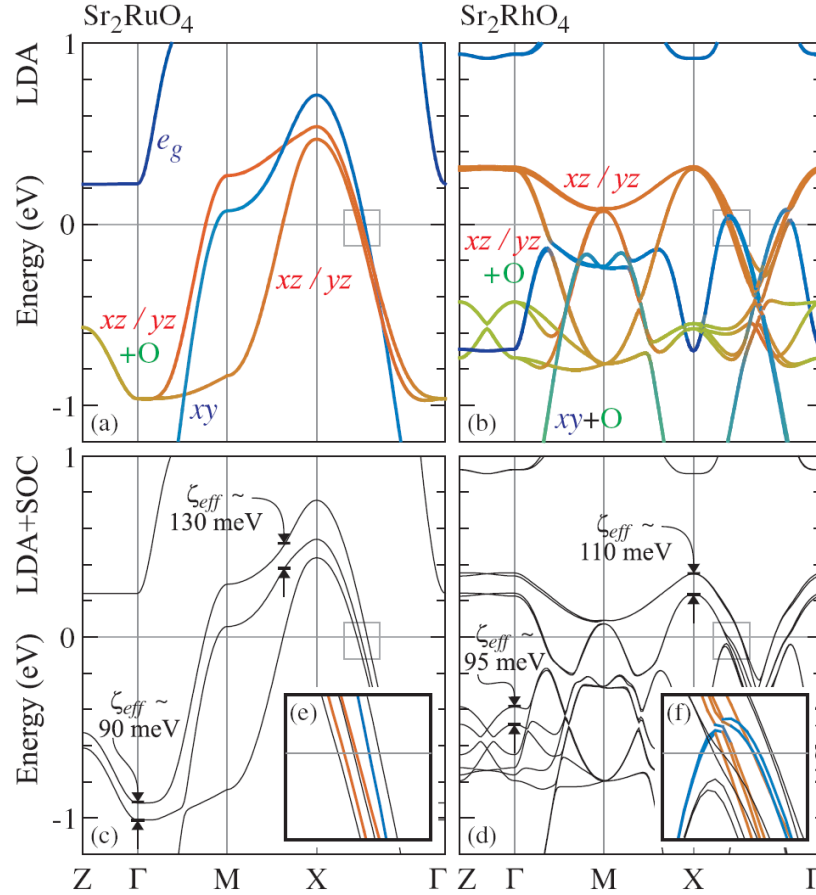 Sr2RuO4
Sr2RhO4
LDA
Energy (eV)
1
0
-1
eg
xz / yz
+O
xz / yz
xy
(a)
xz / yz
xz / yz
+O
xy+O
(b)
LDA+SOC
Energy (eV)
1
0
-1
ζeff ~
130 meV
ζeff ~
90 meV
(e)
(c)
ζeff ~
110 meV
ζeff ~
95 meV
(f)
(d)
Z Γ M X Γ M X Γ